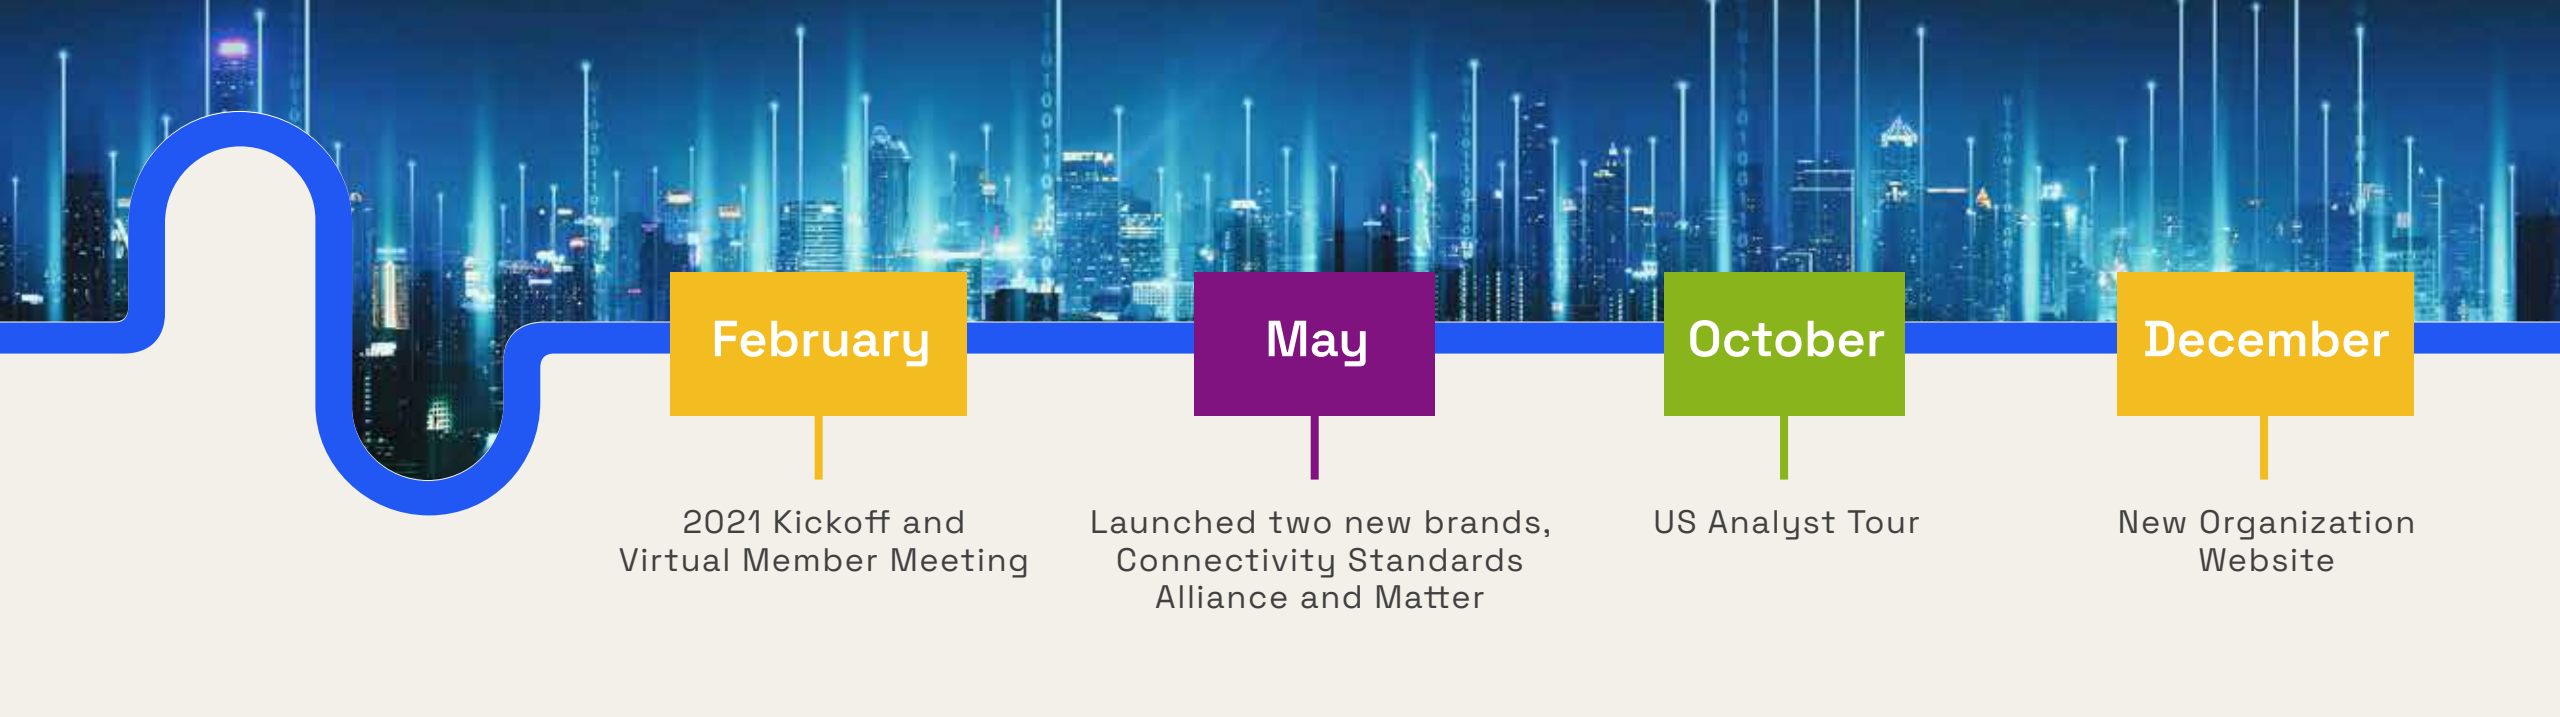 February
May
October
December
2021 Kickoff and
Virtual Member Meeting
Launched two new brands,
Connectivity Standards
Alliance and Matter
US Analyst Tour
New Organization
Website